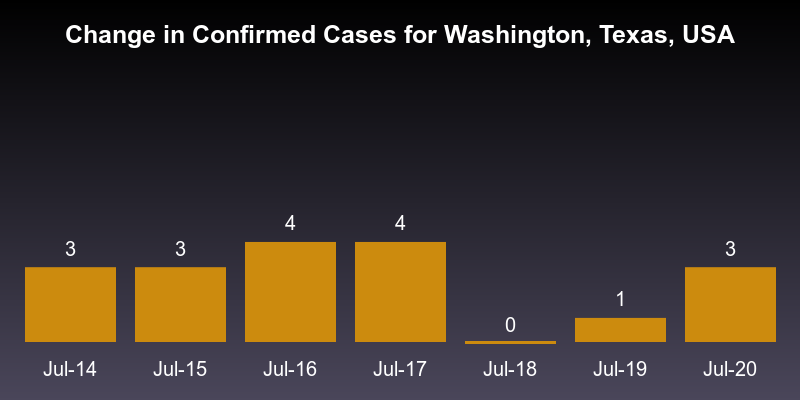 Change in Confirmed Cases for Washington, Texas, USA
3 3 4 4 0 1 3
Jul-14 Jul-15 Jul-16 Jul-17 Jul-18 Jul-19 Jul-20